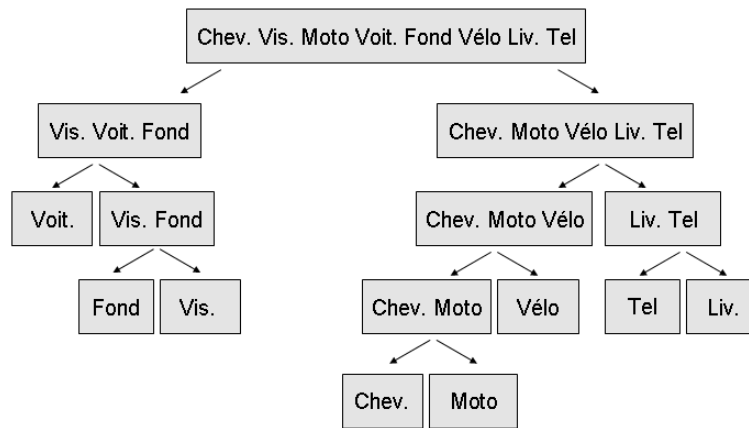 Chev. Vis. Moto Voit. Fond Vélo Liv. Tel
Vis. Voit. Fond
Chev. Moto Vélo Liv. Tel
Voit.
Vis. Fond
Chev. Moto Vélo
Liv. Tel
Fond
Vis.
Chev. Moto
Vélo
Tel
Liv.
Chev.
Moto